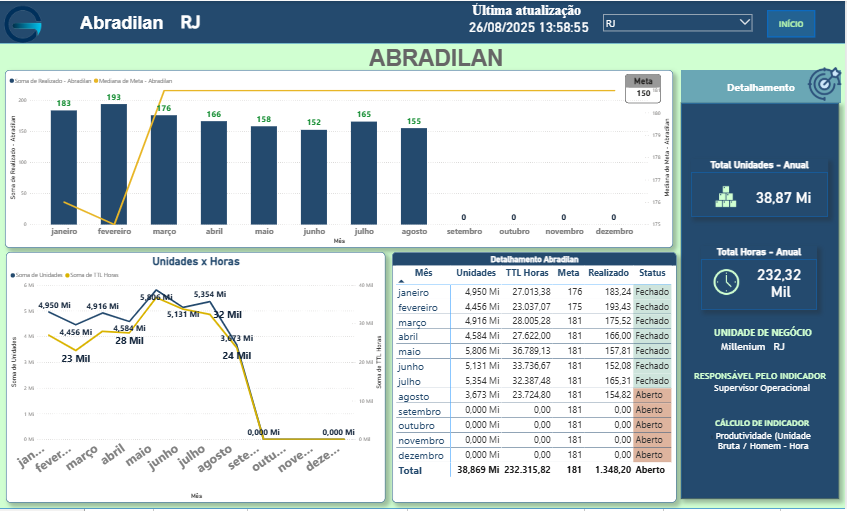 Abradilan RJ
Última atualização
26/08/2025 13:58:55
RJ
INÍCIO
ABRADILAN
Soma de Realizado - Abradilan Mediana de Meta - Abradilan
Meta
150
Soma de Realizado - Abradilan
200
150
100
50
0
183 193 176 166 158 152 165 155 0 0 0 0
180
179
178
177
176
175
Mediana de Meta - Abradilan
janeiro fevereiro março abril maio junho julho agosto setembro outubro novembro dezembro
Mês
Unidades x Horas
Soma de Unidades Soma de TTL Horas
Soma de Unidades
6 Mi
5 Mi
4 Mi
3 Mi
2 Mi
1 Mi
0 Mi
4,950 Mi
4,456 Mi
4,916 Mi
4,584 Mi
5,806 Mi
5,131 Mi
5,354 Mi
3,673 Mi
0,000 Mi
0,000 Mi
23 Mil
28 Mil
32 Mil
24 Mil
40 Mil
30 Mil
20 Mil
10 Mil
0 Mil
Soma de TTL Horas
jan... fever... março abril maio junho julho agosto sete... outu... nove... deze...
Mês
Detalhamento Abradilan
Mês Unidades TTL Horas Meta Realizado Status
janeiro 4,950 Mi 27.013,38 176 183,24 Fechado
fevereiro 4,456 Mi 23.037,07 175 193,43 Fechado
março 4,916 Mi 28.005,28 181 175,52 Fechado
abril 4,584 Mi 27.622,00 181 166,00 Fechado
maio 5,806 Mi 36.789,13 181 157,81 Fechado
junho 5,131 Mi 33.736,67 181 152,08 Fechado
julho 5,354 Mi 32.387,48 181 165,31 Fechado
agosto 3,673 Mi 23.724,80 181 154,82 Aberto
setembro 0,000 Mi 0,00 181 0,00 Aberto
outubro 0,000 Mi 0,00 181 0,00 Aberto
novembro 0,000 Mi 0,00 181 0,00 Aberto
dezembro 0,000 Mi 0,00 181 0,00 Aberto
Total 38,869 Mi 232.315,82 181 1.348,20 Aberto
Detalhamento
Total Unidades - Anual
38,87 Mi
Total Horas - Anual
232,32
Mil
UNIDADE DE NEGÓCIO
Millenium RJ
RESPONSÁVEL PELO INDICADOR
Supervisor Operacional
CÁLCULO DE INDICADOR
Produtividade (Unidade
Bruta / Homem - Hora